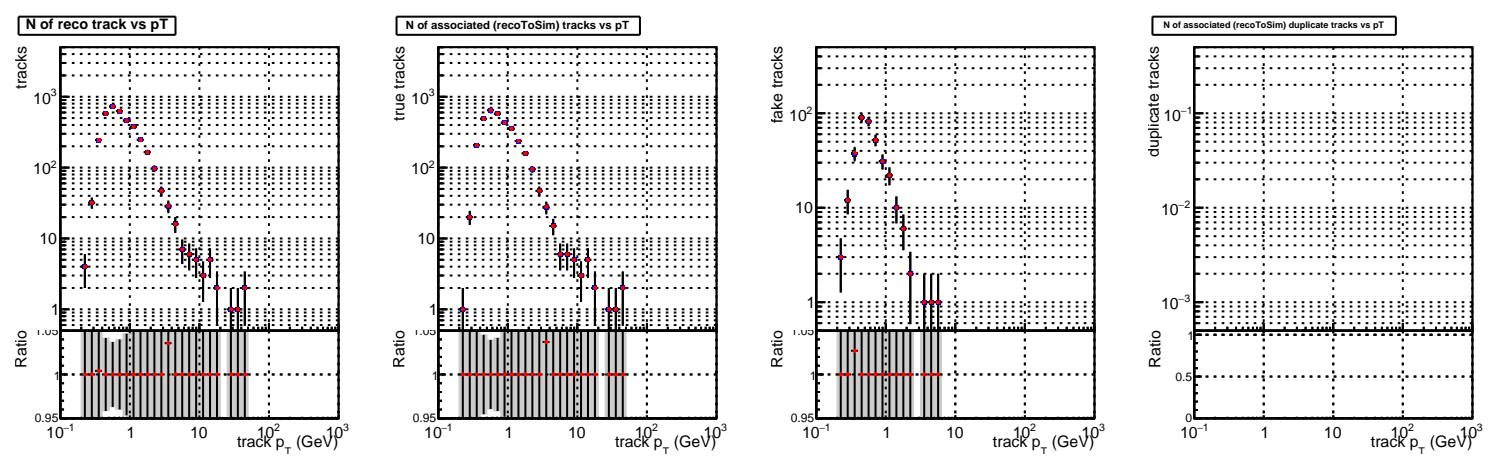 N of reco track vs pT
tracks
10³
10²
10
1
Ratio
1.05
1
0.95
10⁻¹ 1 10 10² 10³
track p_T (GeV)
N of associated (recoToSim) tracks vs pT
true tracks
10³
10²
10
1
Ratio
1.05
1
0.95
10⁻¹ 1 10 10² 10³
track p_T (GeV)
fake tracks
10²
10
1
Ratio
1.05
1
0.95
10⁻¹ 1 10 10² 10³
track p_T (GeV)
N of associated (recoToSim) duplicate tracks vs pT
duplicate tracks
10⁻¹
10⁻²
10⁻³
Ratio
1
0.5
0
10⁻¹ 1 10 10² 10³
track p_T (GeV)